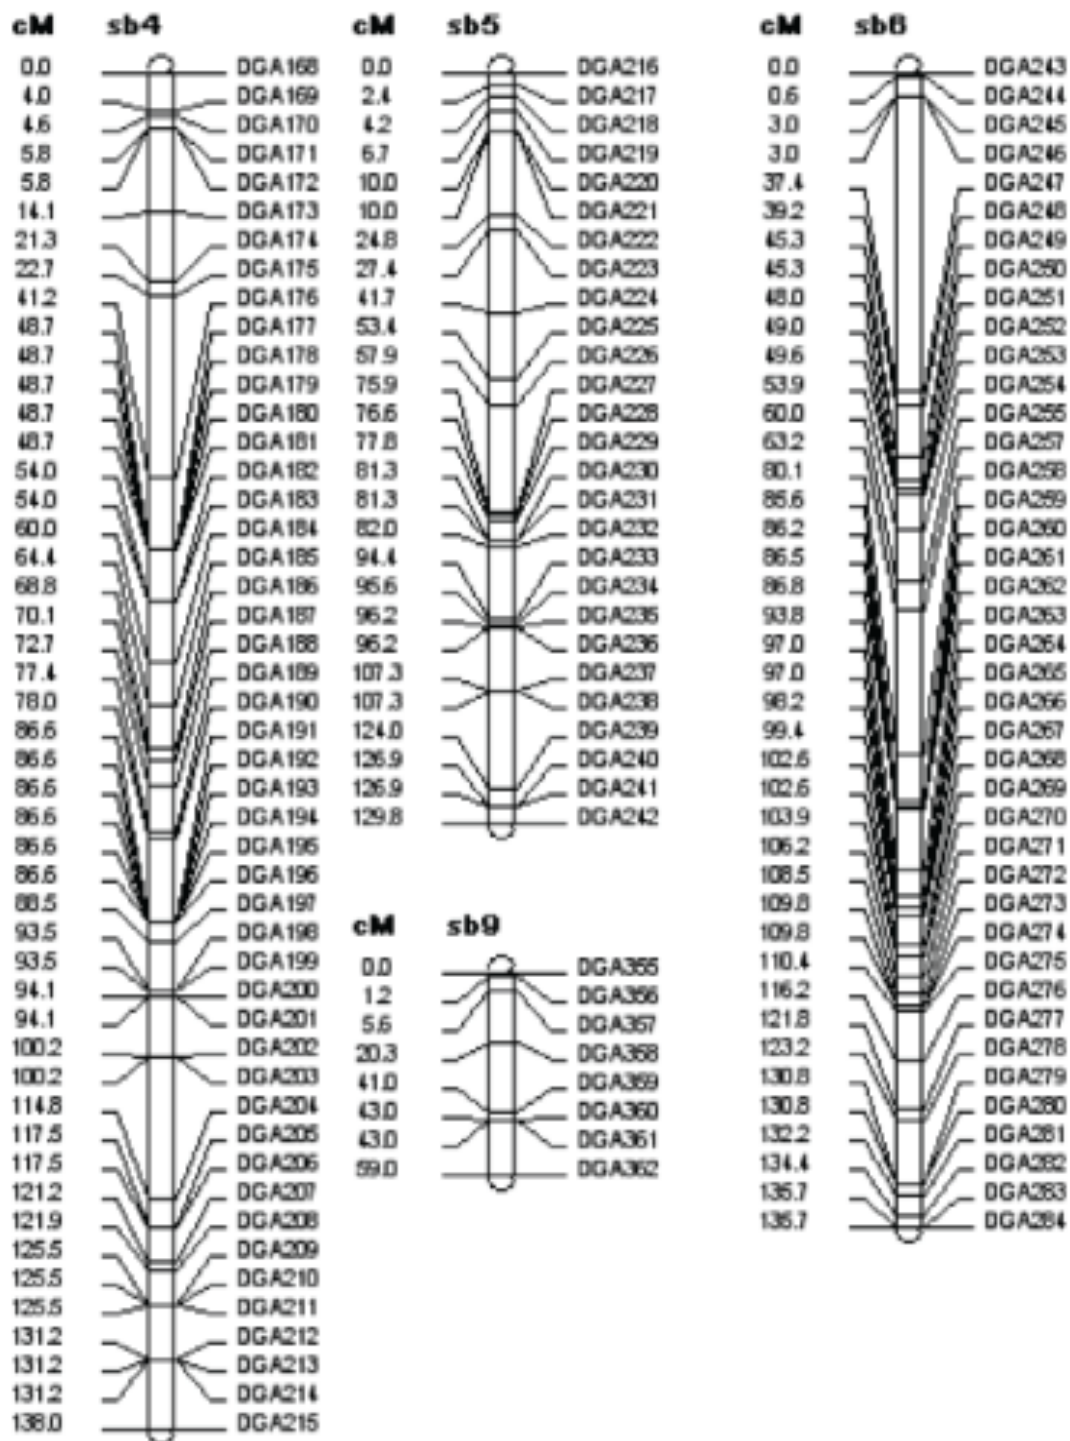 cM sb4
0.0 DGA168
4.0 DGA169
4.6 DGA170
5.8 DGA171
5.8 DGA172
14.1 DGA173
21.3 DGA174
22.7 DGA175
41.2 DGA176
48.7 DGA177
48.7 DGA178
48.7 DGA179
48.7 DGA180
48.7 DGA181
54.0 DGA182
54.0 DGA183
60.0 DGA184
64.4 DGA185
68.8 DGA186
70.1 DGA187
72.7 DGA188
77.4 DGA189
78.0 DGA190
86.6 DGA191
86.6 DGA192
86.6 DGA193
86.6 DGA194
86.6 DGA195
86.6 DGA196
88.5 DGA197
93.5 DGA198
93.5 DGA199
94.1 DGA200
94.1 DGA201
100.2 DGA202
100.2 DGA203
114.8 DGA204
117.5 DGA205
117.5 DGA206
121.2 DGA207
121.9 DGA208
125.5 DGA209
125.5 DGA210
125.5 DGA211
131.2 DGA212
131.2 DGA213
131.2 DGA214
138.0 DGA215
cM sb5
0.0 DGA216
2.4 DGA217
4.2 DGA218
6.7 DGA219
10.0 DGA220
10.0 DGA221
24.8 DGA222
27.4 DGA223
41.7 DGA224
53.4 DGA225
57.9 DGA226
75.9 DGA227
76.6 DGA228
77.8 DGA229
81.3 DGA230
81.3 DGA231
82.0 DGA232
94.4 DGA233
95.6 DGA234
96.2 DGA235
96.2 DGA236
107.3 DGA237
107.3 DGA238
124.0 DGA239
126.9 DGA240
126.9 DGA241
129.8 DGA242
cM sb9
0.0 DGA355
1.2 DGA356
5.6 DGA357
20.3 DGA358
41.0 DGA359
43.0 DGA360
43.0 DGA361
59.0 DGA362
cM sb6
0.0 DGA243
0.6 DGA244
3.0 DGA245
3.0 DGA246
37.4 DGA247
39.2 DGA248
45.3 DGA249
45.3 DGA250
48.0 DGA251
49.0 DGA252
49.6 DGA253
53.9 DGA254
60.0 DGA255
63.2 DGA257
80.1 DGA258
85.6 DGA259
86.2 DGA260
86.5 DGA261
86.8 DGA262
93.8 DGA263
97.0 DGA264
97.0 DGA265
98.2 DGA266
99.4 DGA267
102.6 DGA268
102.6 DGA269
103.9 DGA270
106.2 DGA271
108.5 DGA272
109.8 DGA273
109.8 DGA274
110.4 DGA275
116.2 DGA276
121.8 DGA277
123.2 DGA278
130.8 DGA279
130.8 DGA280
132.2 DGA281
134.4 DGA282
135.7 DGA283
135.7 DGA284